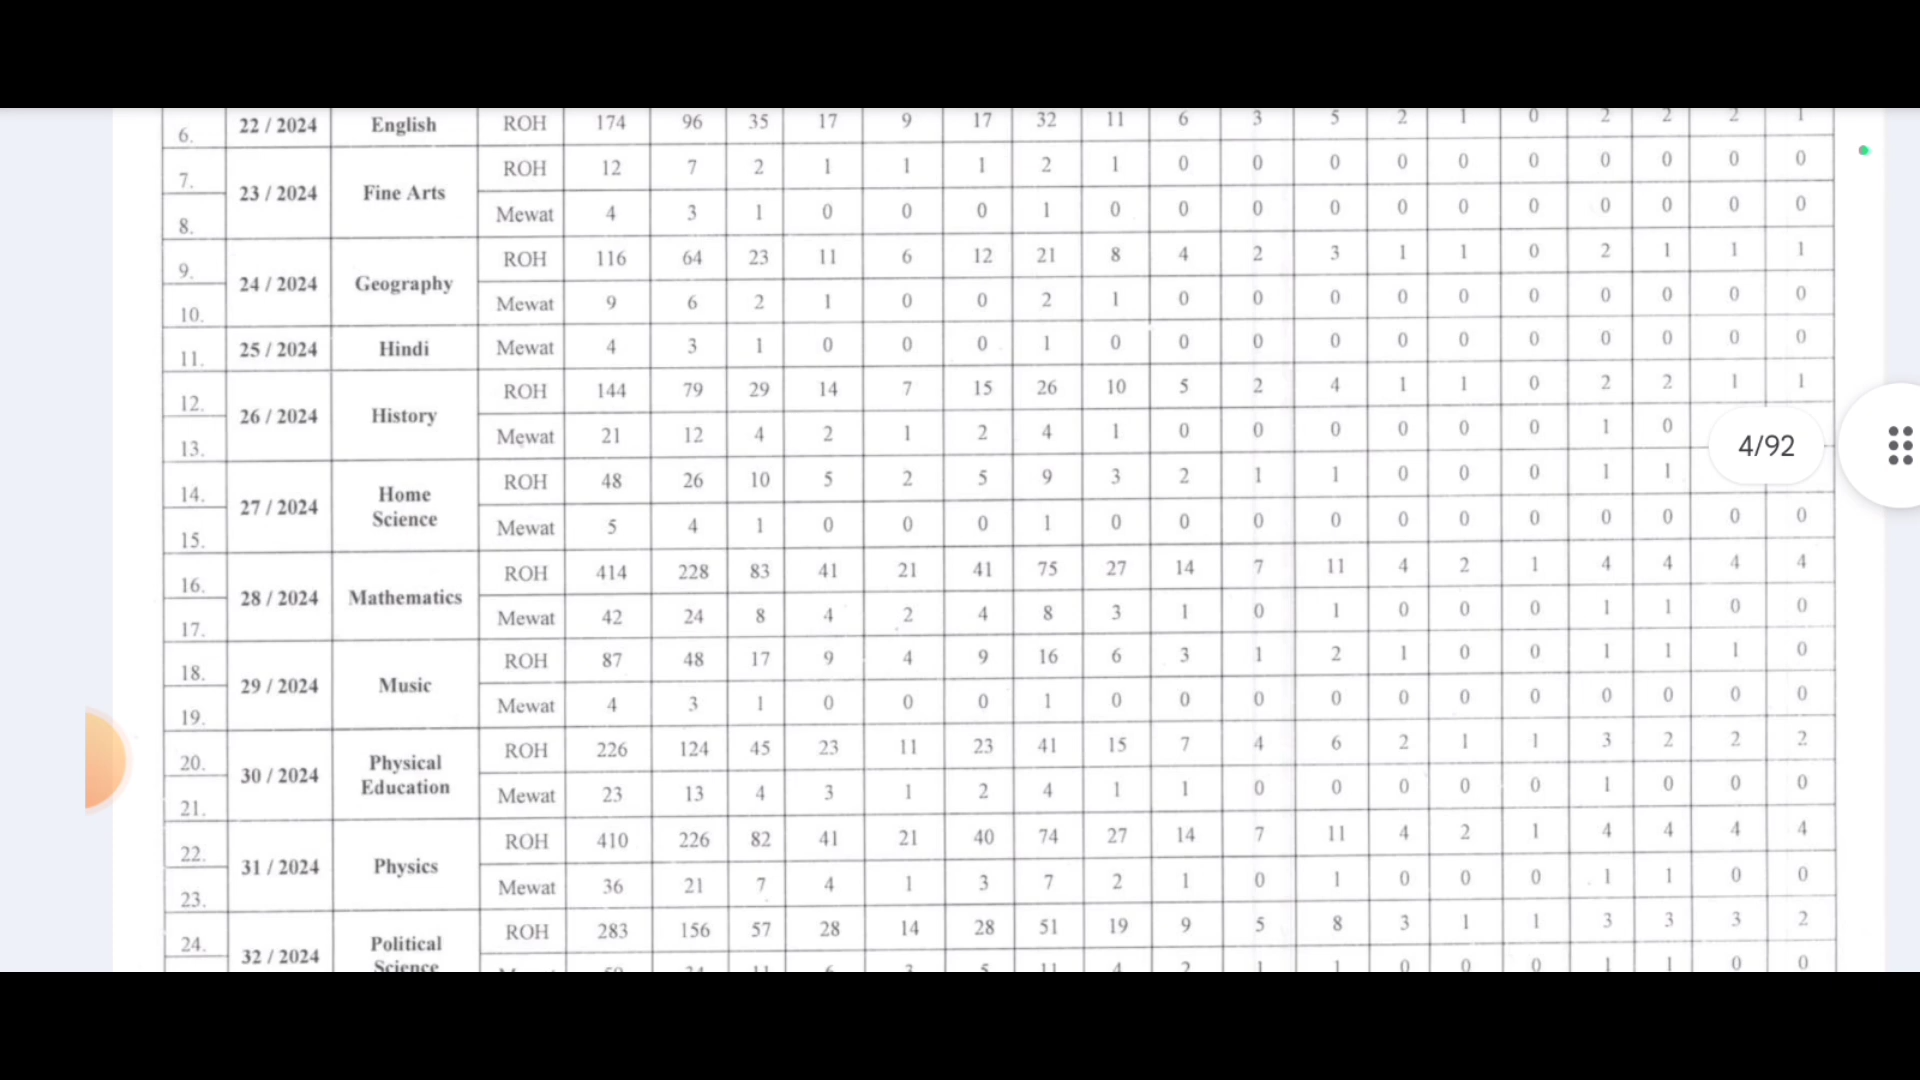 6. 22 / 2024 English ROH 174 96 35 17 9 17 32 11 6 3 5 2 1 0 2 2 2 1
7. 23 / 2024 Fine Arts ROH 12 7 2 1 1 1 2 1 0 0 0 0 0 0 0 0 0 0
8. Mewat 4 3 1 0 0 0 1 0 0 0 0 0 0 0 0 0 0 0
9. 24 / 2024 Geography ROH 116 64 23 11 6 12 21 8 4 2 3 1 1 0 2 1 1 1
10. Mewat 9 6 2 1 0 0 2 1 0 0 0 0 0 0 0 0 0 0
11. 25 / 2024 Hindi Mewat 4 3 1 0 0 0 1 0 0 0 0 0 0 0 0 0 0 0
12. 26 / 2024 History ROH 144 79 29 14 7 15 26 10 5 2 4 1 1 0 2 2 1 1
13. Mewat 21 12 4 2 1 2 4 1 0 0 0 0 0 0 1 0
4/92
14. 27 / 2024 Home Science ROH 48 26 10 5 2 5 9 3 2 1 1 0 0 0 1 1
15. Mewat 5 4 1 0 0 0 1 0 0 0 0 0 0 0 0 0 0 0
16. 28 / 2024 Mathematics ROH 414 228 83 41 21 41 75 27 14 7 11 4 2 1 4 4 4 4
17. Mewat 42 24 8 4 2 4 8 3 1 0 1 0 0 0 1 1 0 0
18. 29 / 2024 Music ROH 87 48 17 9 4 9 16 6 3 1 2 1 0 0 1 1 1 0
19. Mewat 4 3 1 0 0 0 1 0 0 0 0 0 0 0 0 0 0 0
20. 30 / 2024 Physical Education ROH 226 124 45 23 11 23 41 15 7 4 6 2 1 1 3 2 2 2
21. Mewat 23 13 4 3 1 2 4 1 1 0 0 0 0 0 1 0 0 0
22. 31 / 2024 Physics ROH 410 226 82 41 21 40 74 27 14 7 11 4 2 1 4 4 4 4
23. Mewat 36 21 7 4 1 3 7 2 1 0 1 0 0 0 1 1 0 0
24. 32 / 2024 Political Science ROH 283 156 57 28 14 28 51 19 9 5 8 3 1 1 3 3 3 2
1 1 0 0 0 1 1 0 0